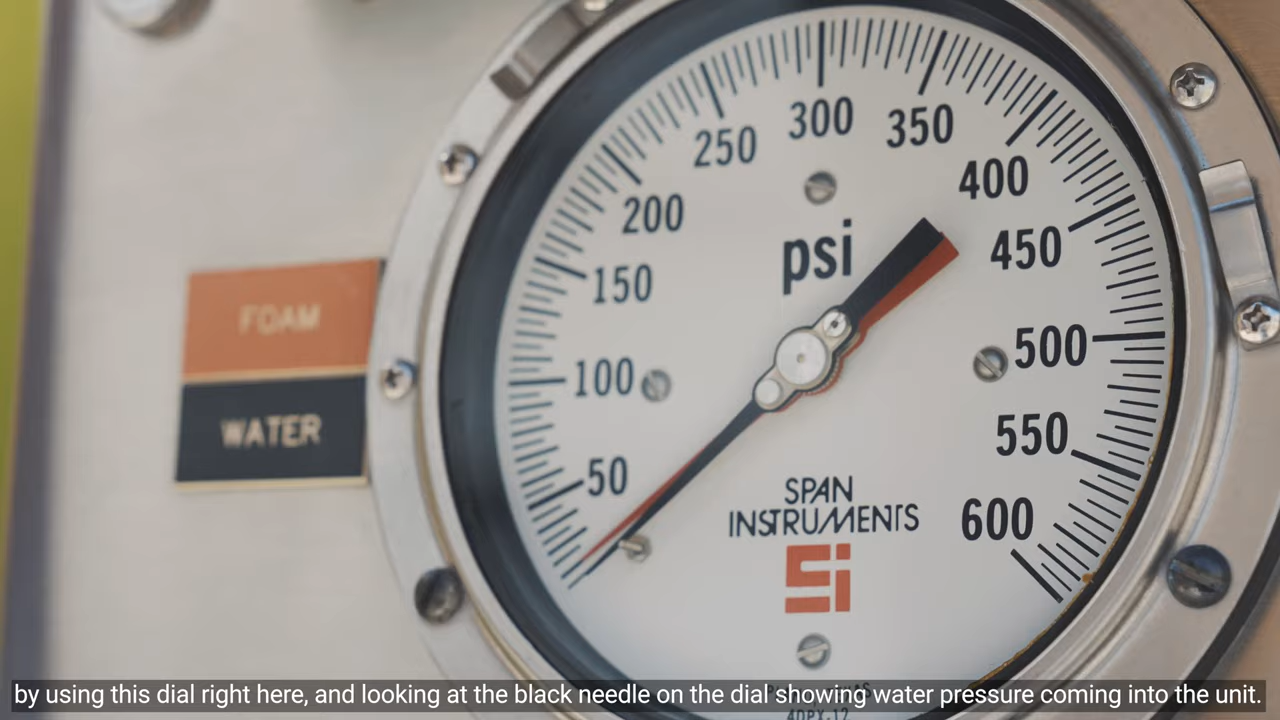 300
250
350
400
200
450
150
psi
500
100
550
50
600
SPAN
INSTRUMENTS
Si
FOAM
WATER
by using this dial right here, and looking at the black needle on the dial showing water pressure coming into the unit.
4DPX.12